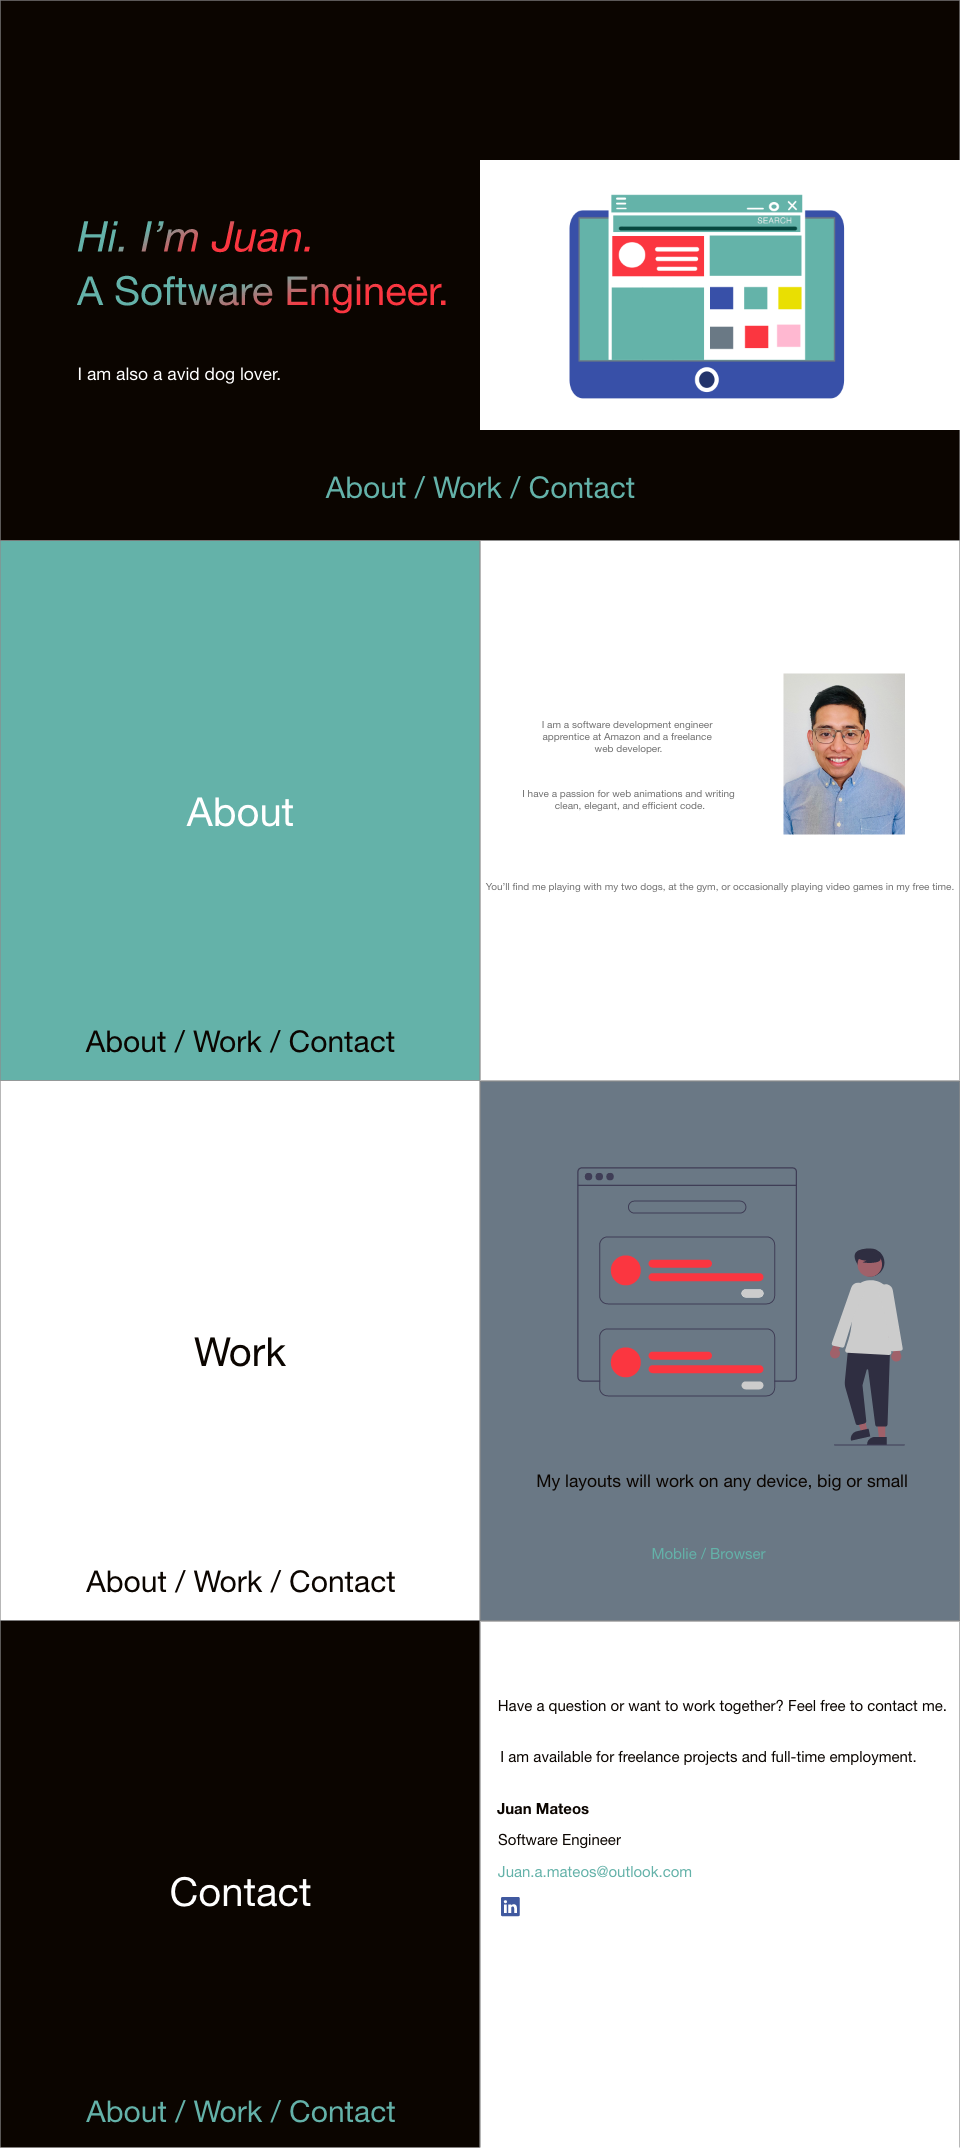 Hi. I’m Juan.
A Software Engineer.
I am also a avid dog lover.
SEARCH
About / Work / Contact
About
About / Work / Contact
I am a software development engineer
apprentice at Amazon and a freelance
web developer.
I have a passion for web animations and writing
clean, elegant, and efficient code.
You’ll find me playing with my two dogs, at the gym, or occasionally playing video games in my free time.
Work
About / Work / Contact
My layouts will work on any device, big or small
Moblie / Browser
Contact
About / Work / Contact
Have a question or want to work together? Feel free to contact me.
I am available for freelance projects and full-time employment.
Juan Mateos
Software Engineer
Juan.a.mateos@outlook.com
in